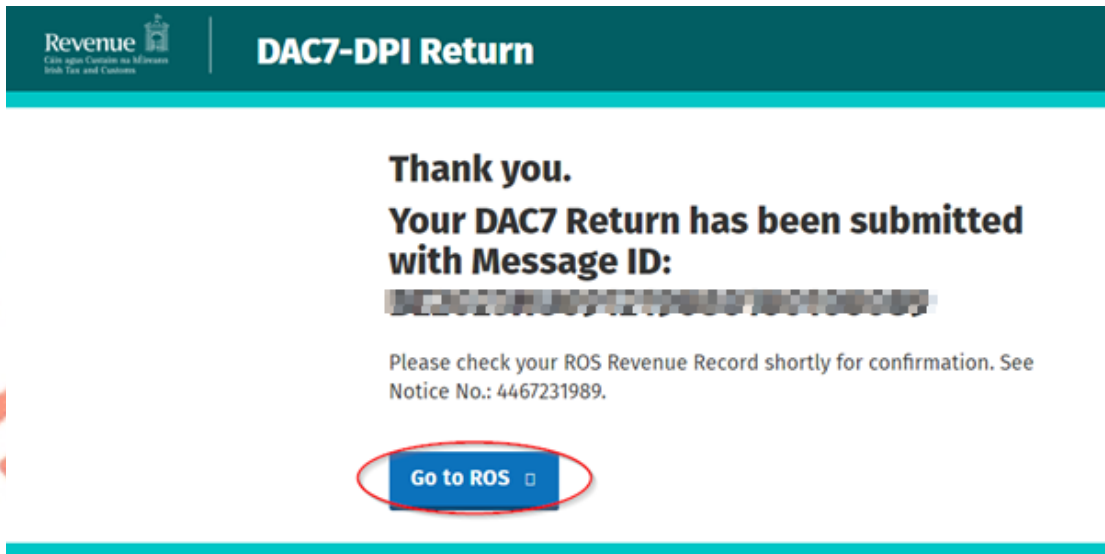 Revenue
Cáin agus Custaim na hÉireann
Irish Tax and Customs
DAC7-DPI Return
Thank you.
Your DAC7 Return has been submitted
with Message ID:
Please check your ROS Revenue Record shortly for confirmation. See
Notice No.: 4467231989.
Go to ROS